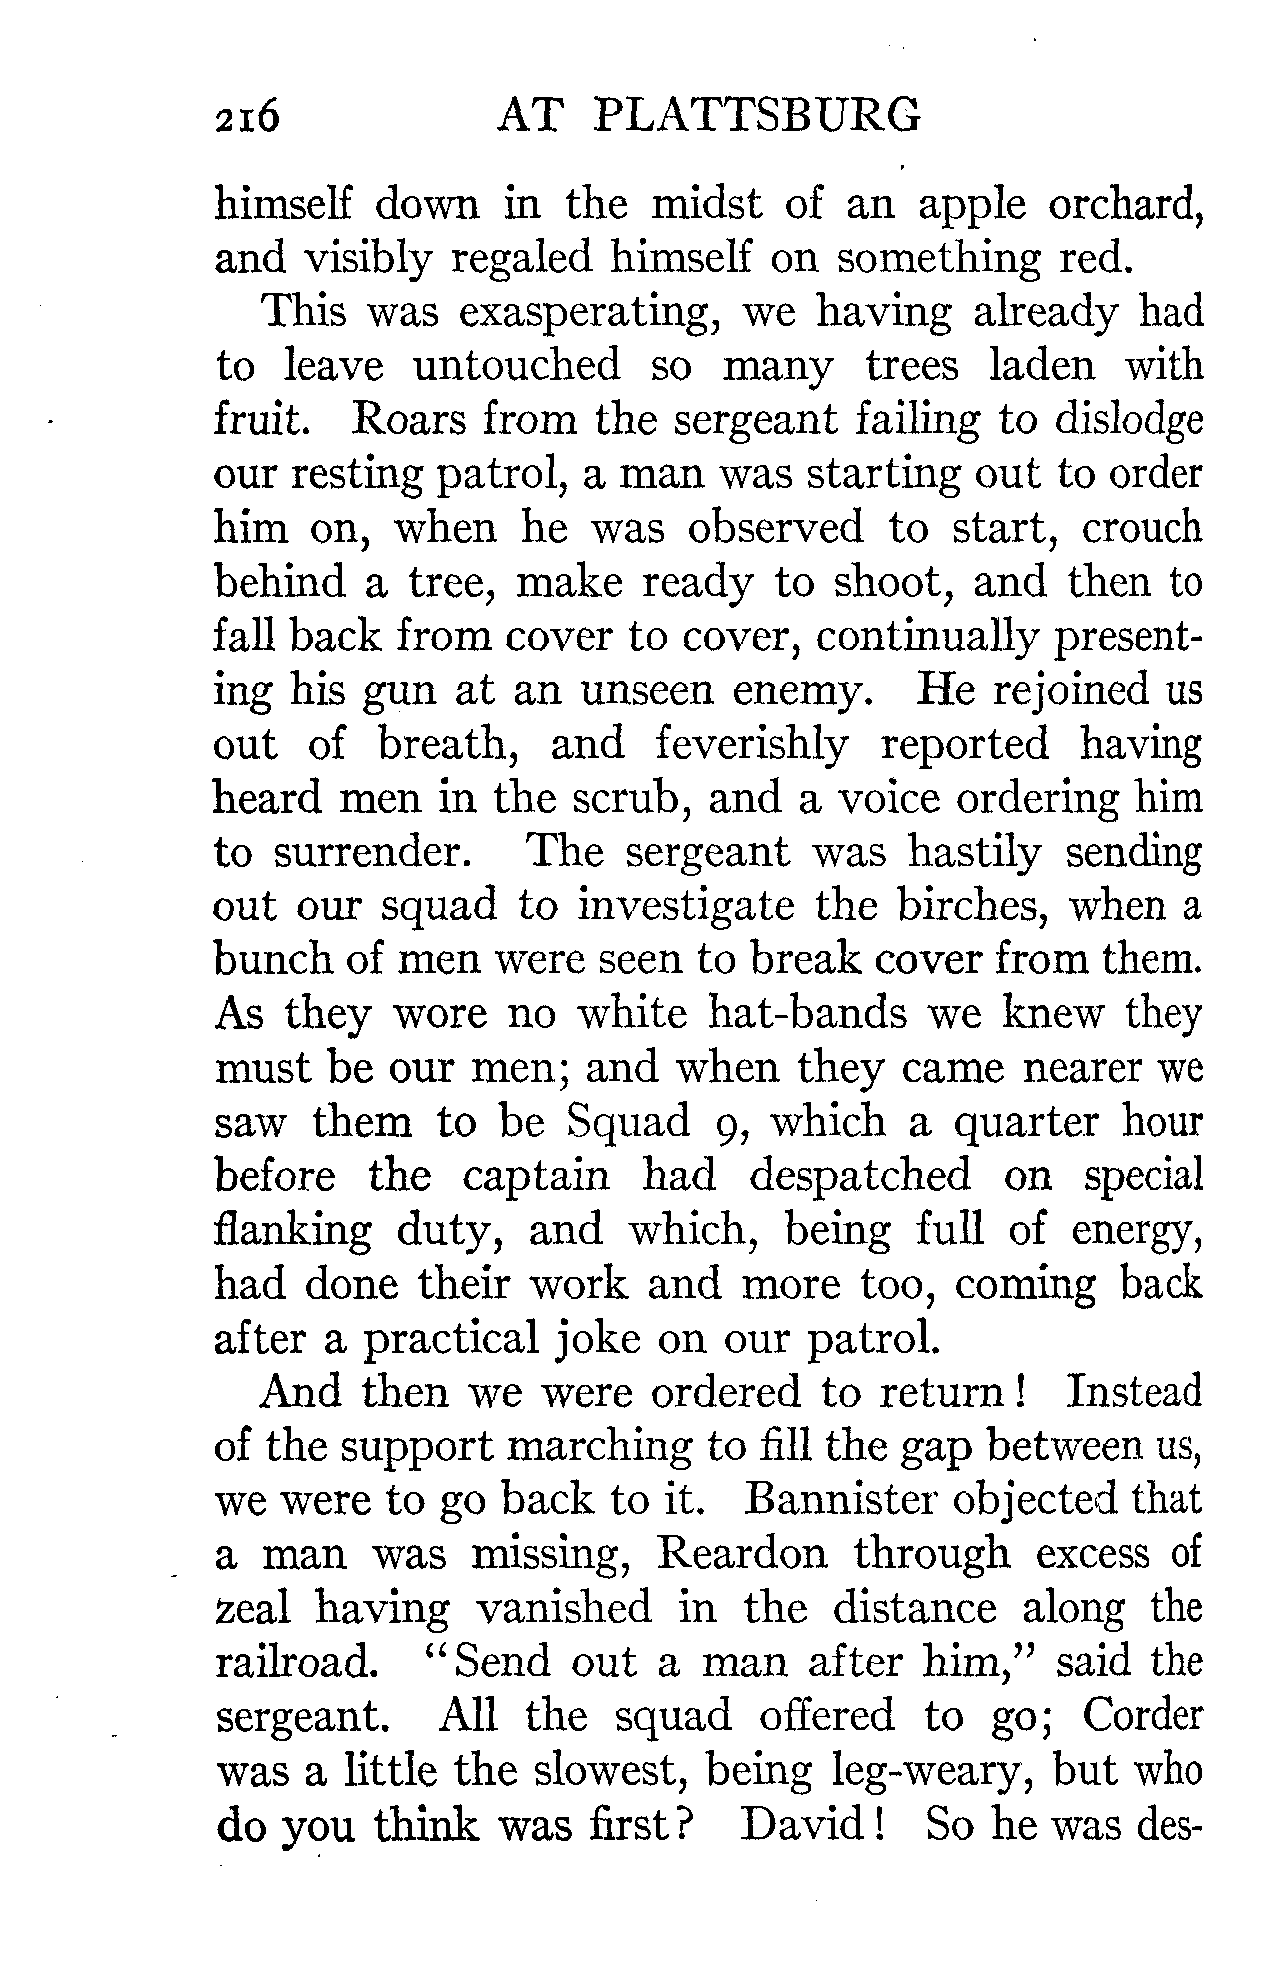 216 AT PLATTSBURG
himself down in the midst of an apple orchard,
and visibly regaled himself on something red.
This was exasperating, we having already had
to leave untouched so many trees laden with
fruit. Roars from the sergeant failing to dislodge
our resting patrol, a man was starting out to order
him on, when he was observed to start, crouch
behind a tree, make ready to shoot, and then to
fall back from cover to cover, continually present-
ing his gun at an unseen enemy. He rejoined us
out of breath, and feverishly reported having
heard men in the scrub, and a voice ordering him
to surrender. The sergeant was hastily sending
out our squad to investigate the birches, when a
bunch of men were seen to break cover from them.
As they wore no white hat-bands we knew they
must be our men; and when they came nearer we
saw them to be Squad 9, which a quarter hour
before the captain had despatched on special
flanking duty, and which, being full of energy,
had done their work and more too, coming back
after a practical joke on our patrol.
And then we were ordered to return! Instead
of the support marching to fill the gap between us,
we were to go back to it. Bannister objected that
a man was missing, Reardon through excess of
zeal having vanished in the distance along the
railroad. "Send out a man after him," said the
sergeant. All the squad offered to go; Corder
was a little the slowest, being leg-weary, but who
do you think was first? David! So he was des-